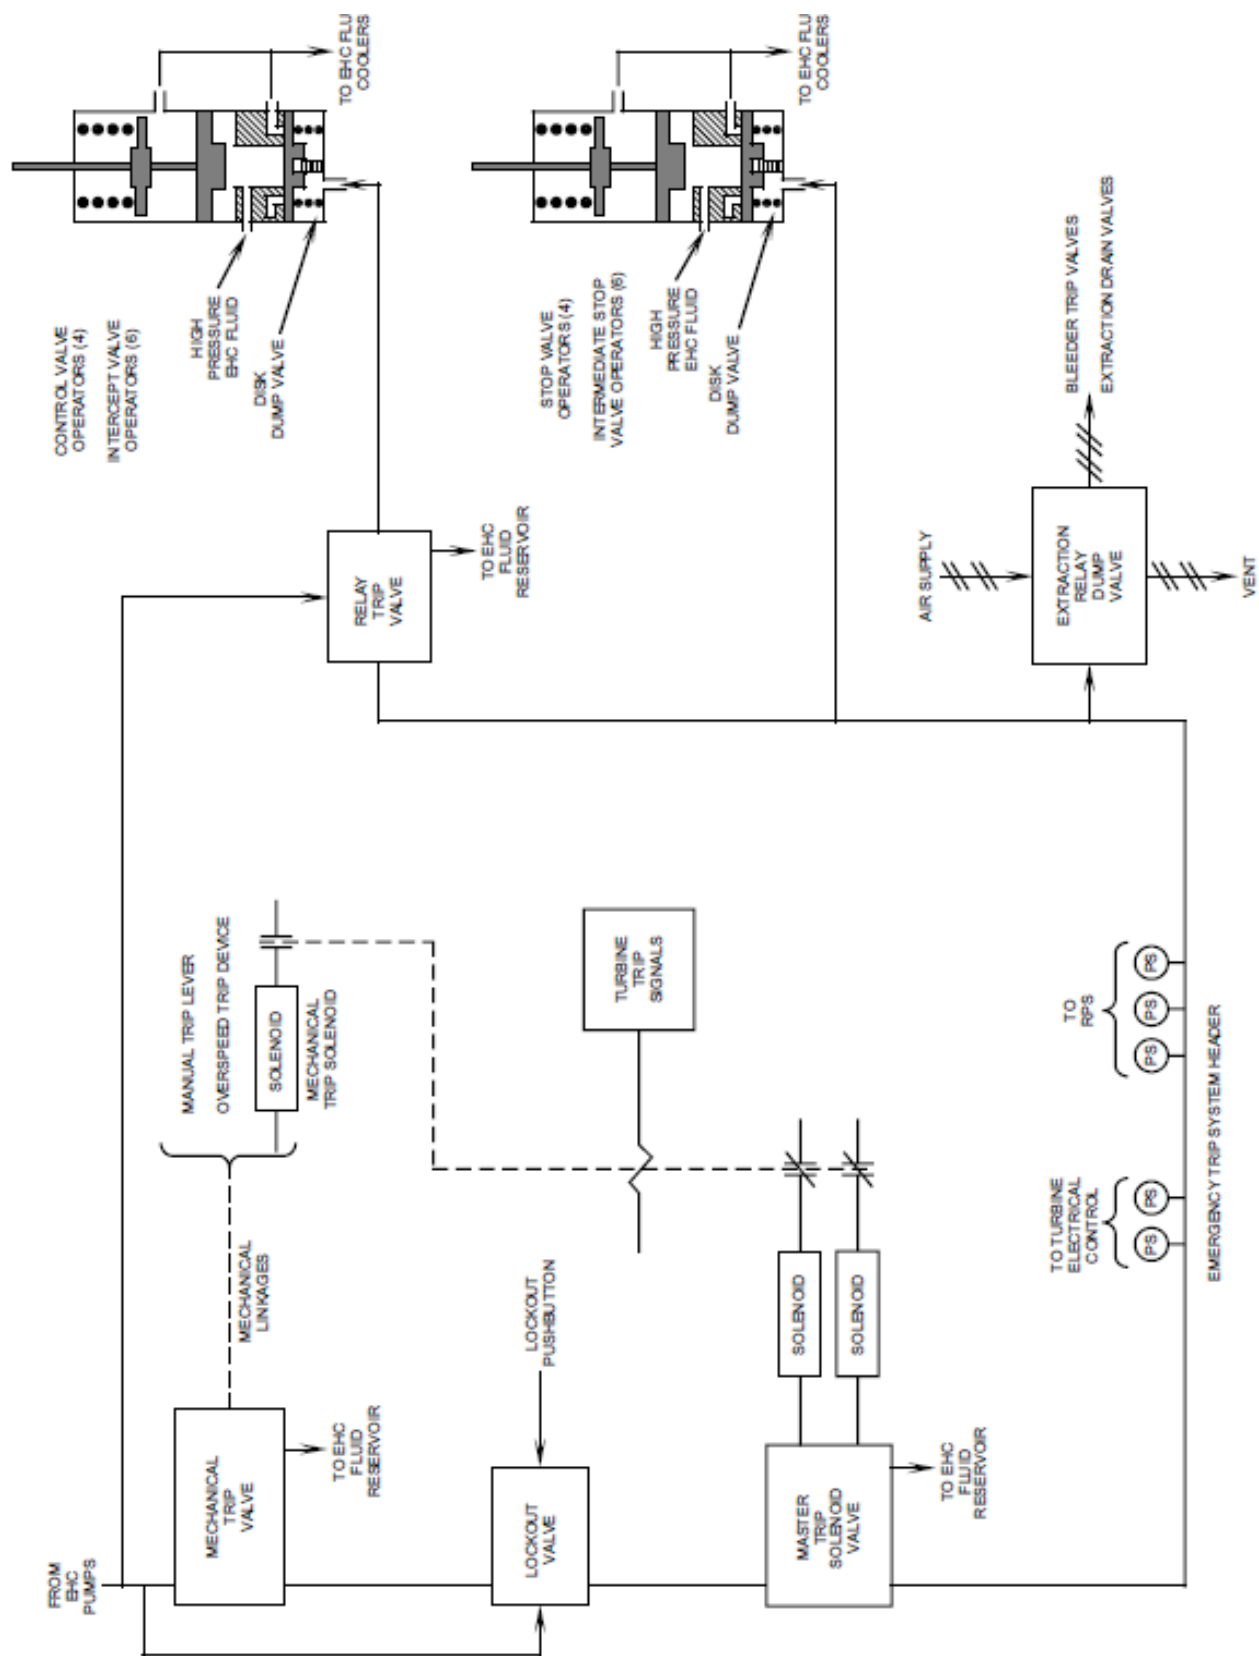 FROM
EHC
PUMPS
MECHANICAL
TRIP
VALVE
TO EHC
FLUID
RESERVOIR
MECHANICAL
LINKAGES
MANUAL TRIP LEVER
OVERSPEED TRIP DEVICE
SOLENOID
MECHANICAL
TRIP SOLENOID
LOCKOUT
VALVE
LOCKOUT
PUSHBUTTON
TURBINE
TRIP
SIGNALS
MASTER
TRIP
SOLENOID
VALVE
TO EHC
FLUID
RESERVOIR
SOLENOID
SOLENOID
TO TURBINE
ELECTRICAL
CONTROL
PS
PS
TO
RPS
PS
PS
PS
EMERGENCY TRIP SYSTEM HEADER
RELAY
TRIP
VALVE
TO EHC
FLUID
RESERVOIR
CONTROL VALVE
OPERATORS (4)
INTERCEPT VALVE
OPERATORS (6)
HIGH
PRESSURE
EHC FLUID
DISK
DUMP VALVE
TO EHC FLU
COOLERS
STOP VALVE
OPERATORS (4)
INTERMEDIATE STOP
VALVE OPERATORS (6)
HIGH
PRESSURE
EHC FLUID
DISK
DUMP VALVE
TO EHC FLU
COOLERS
AIR SUPPLY
EXTRACTION
RELAY
DUMP
VALVE
VENT
BLEEDER TRIP VALVES
EXTRACTION DRAIN VALVES